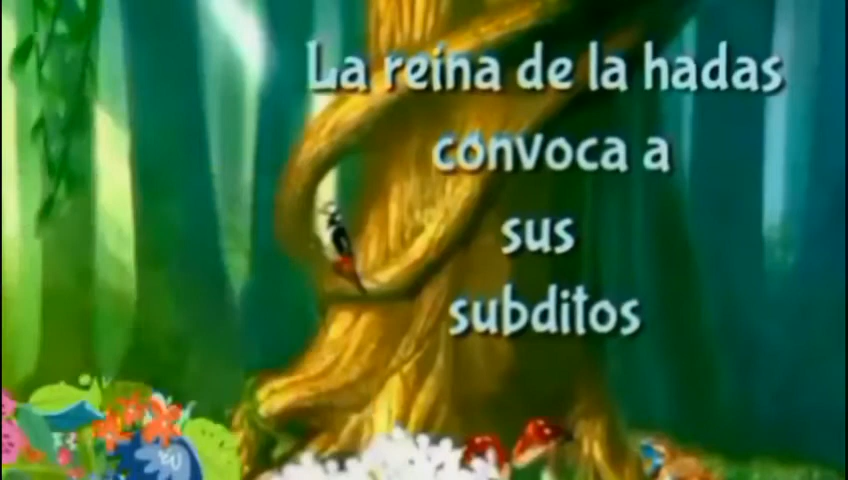 La reina de la hadas
convoca a
sus
subditos